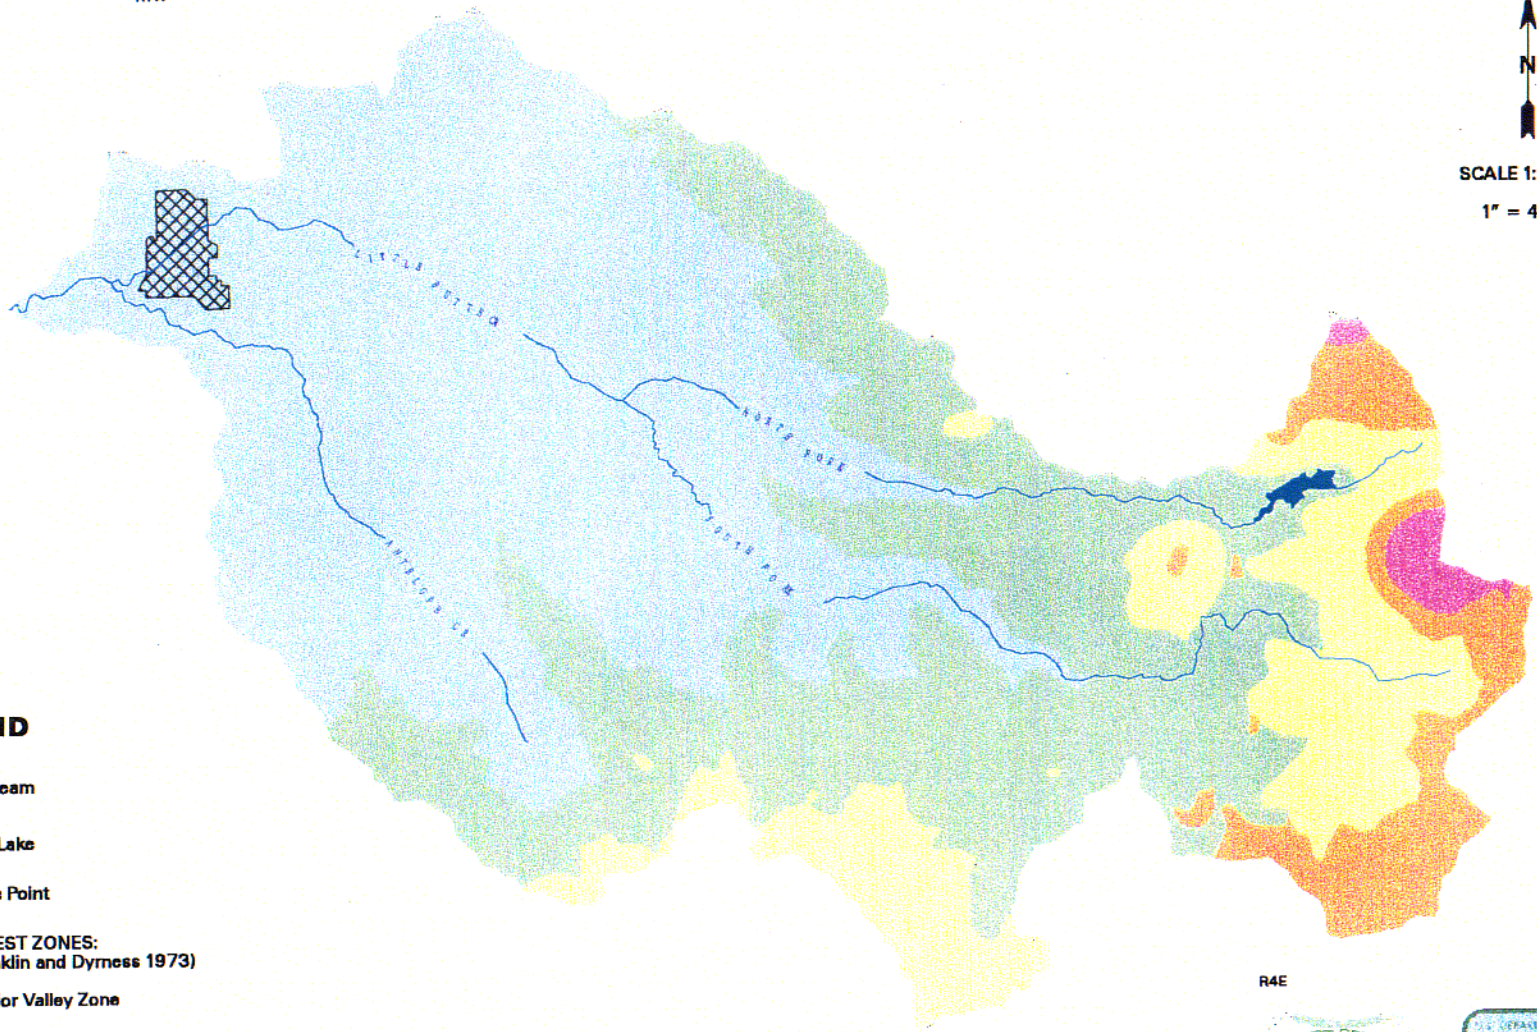 N
SCALE 1:
1" = 4
LITTLE BUTTE
NORTH FORK
SOUTH FORK
ANTELOPE CR
ND
eam
Lake
Point
EST ZONES:
klin and Dyrness 1973)
or Valley Zone
R4E